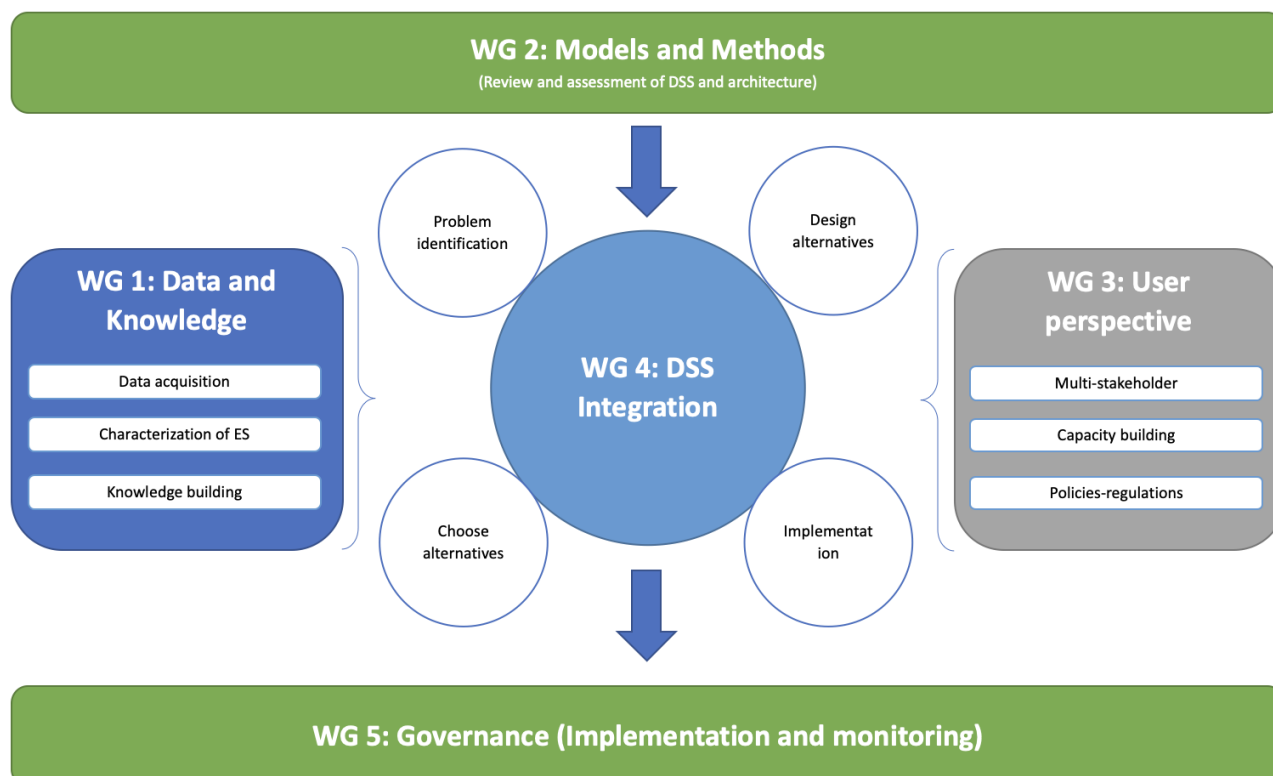 WG 2: Models and Methods
(Review and assessment of DSS and architecture)
Problem
identification
Design
alternatives
WG 1: Data and
Knowledge
Data acquisition
Characterization of ES
Knowledge building
WG 4: DSS
Integration
WG 3: User
perspective
Multi-stakeholder
Capacity building
Policies-regulations
Choose
alternatives
Implementat
ion
WG 5: Governance (Implementation and monitoring)